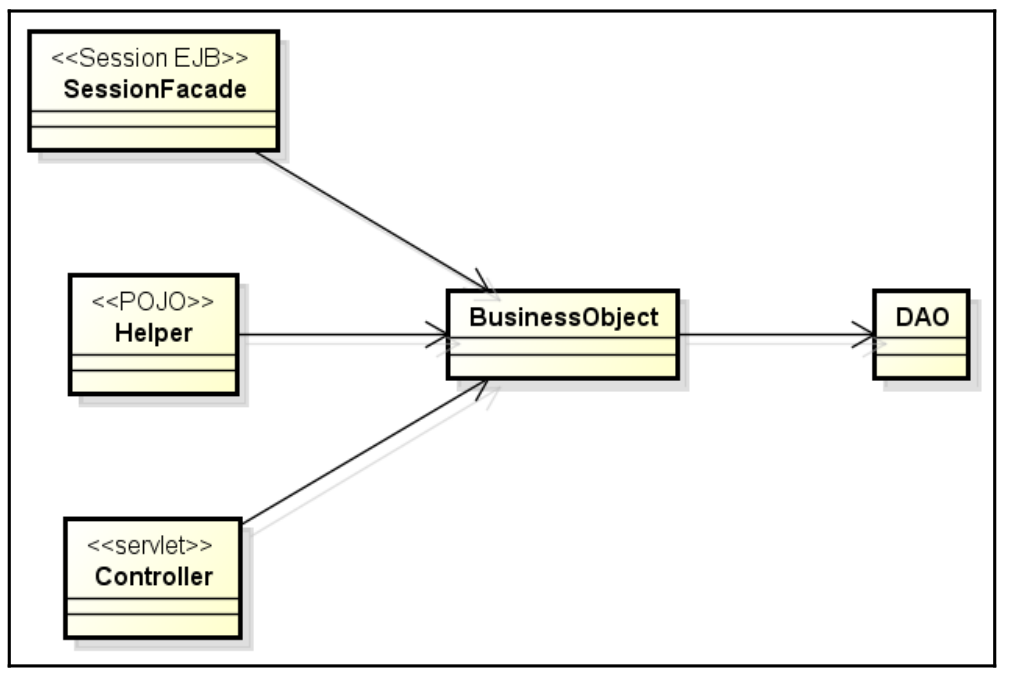 <<Session EJB>>
SessionFacade
<<POJO>>
Helper
BusinessObject
DAO
<<servlet>>
Controller